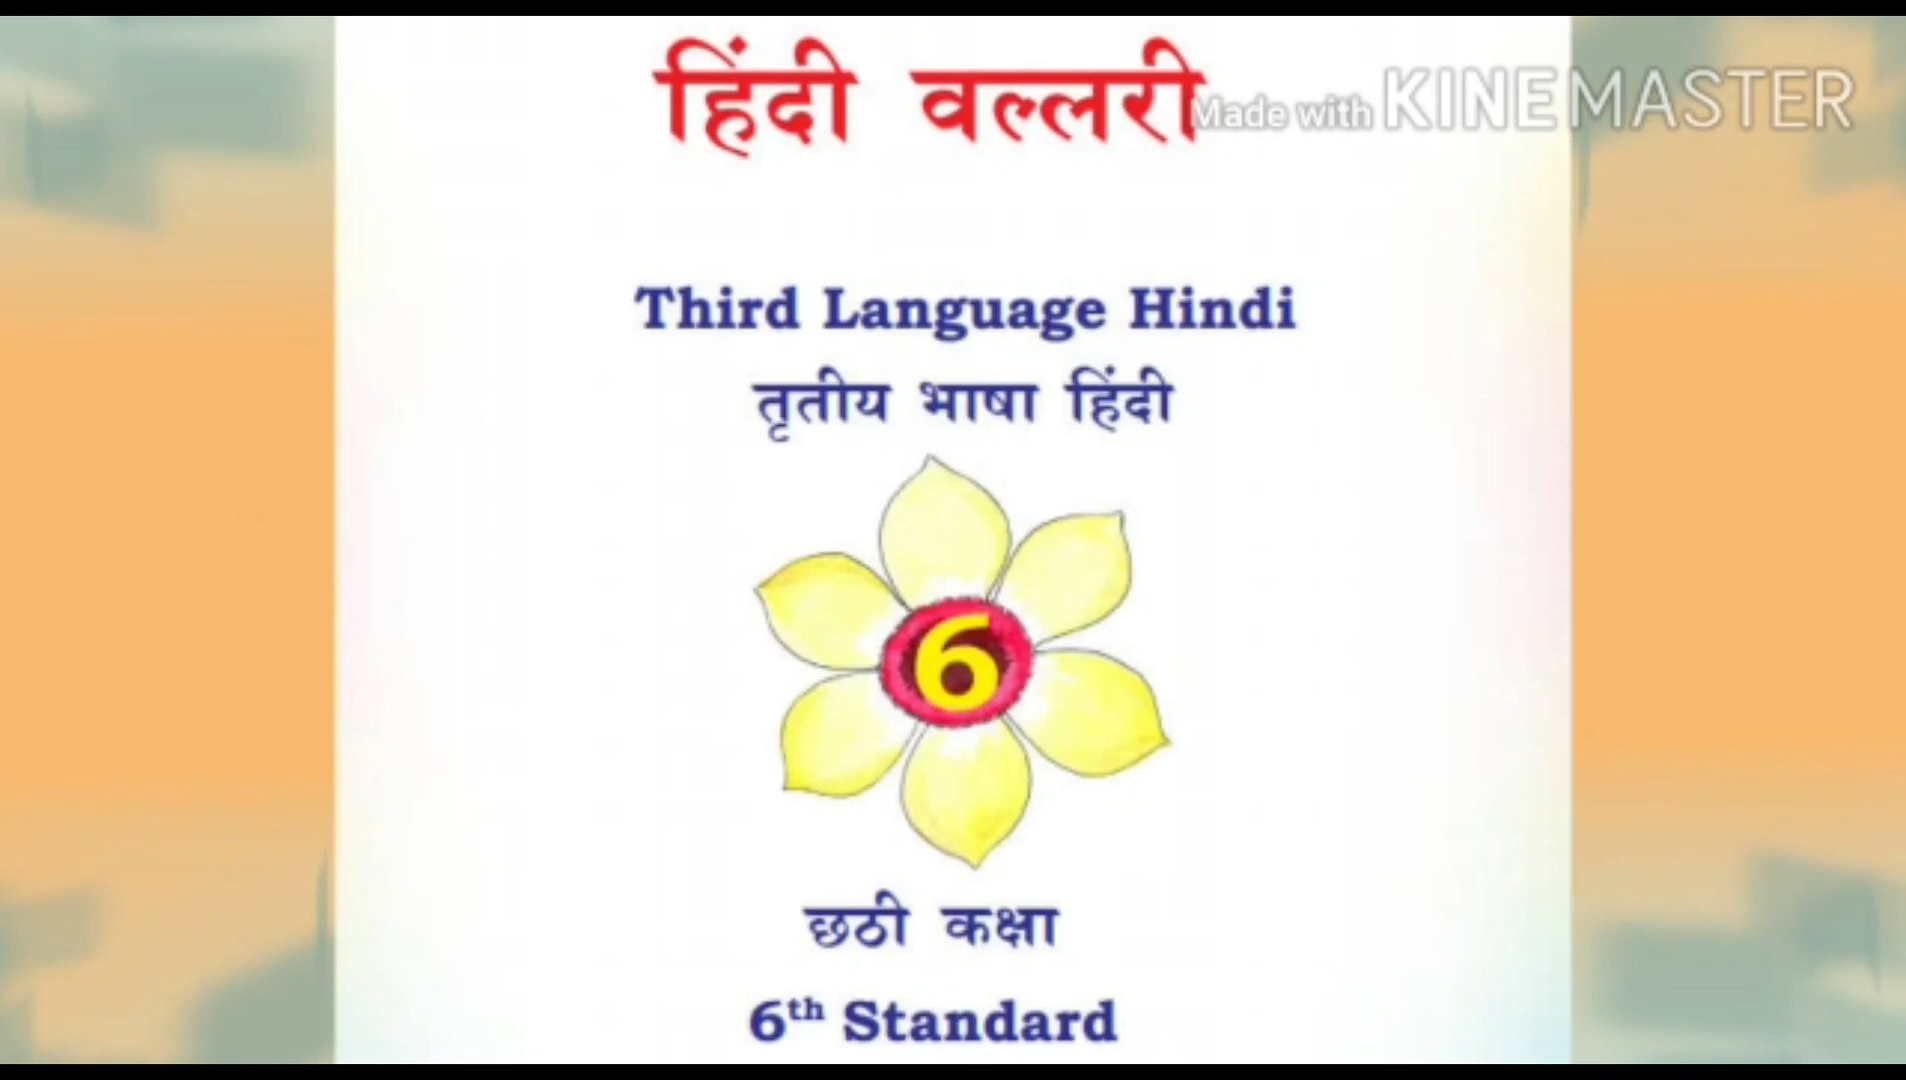 हिंदी वल्लरी
Made with KINEMASTER
Third Language Hindi
तृतीय भाषा हिंदी
6
छठी कक्षा
6th Standard